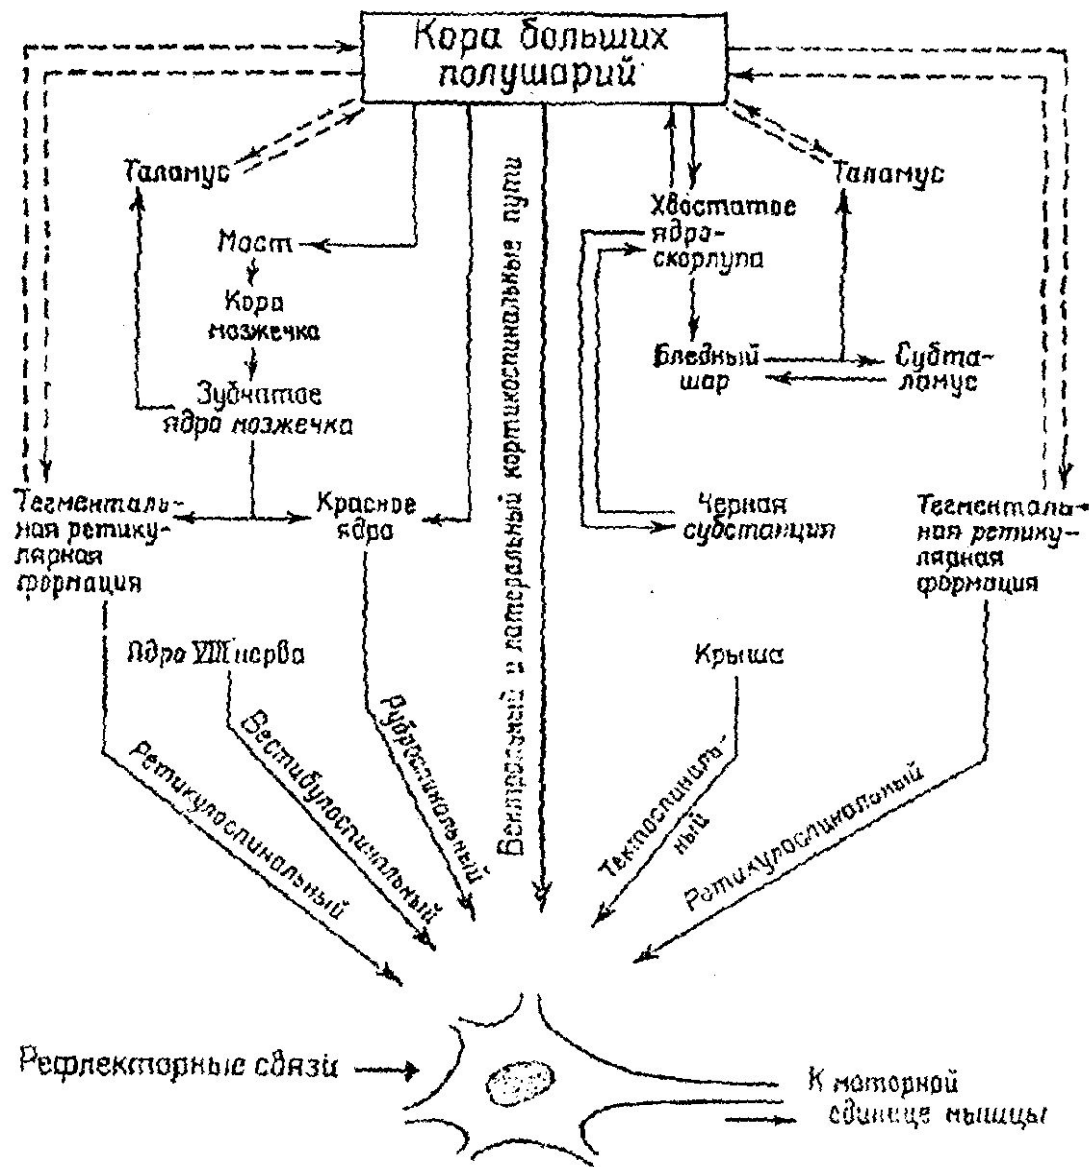 Кора больших
полушарий
Таламус
Таламус
Хвостатое
ядро-
скорлупа
Мост
Кора
мозжечка
Бледный
шар
Субта-
ламус
Зубчатое
ядро мозжечка
Тегменталь-
ная ретику-
лярная
формация
Красное
ядро
Вентральный и латеральный кортикоспинальные пути
Черная
субстанция
Тегменталь-
ная ретику-
лярная
формация
Ядро VIII нерва
Крыша
Ретикулоспинальный
Вестибулоспинальный
Руброспинальный
Тектоспиналь-
ный
Ретикулоспинальный
Рефлекторные связи
К моторной
единице мышцы